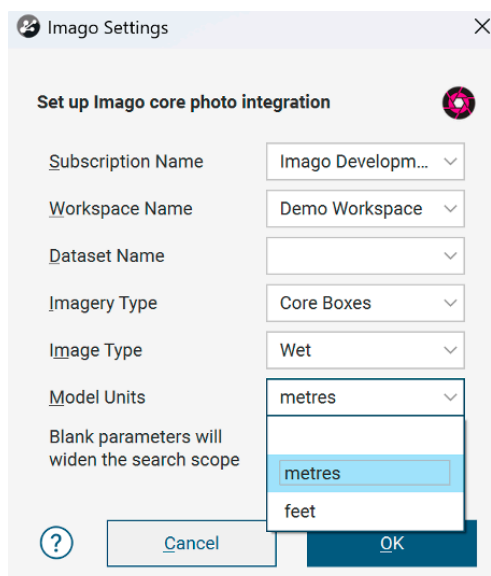 Imago Settings
Set up Imago core photo integration
Subscription Name Imago Developm...
Workspace Name Demo Workspace
Dataset Name
Imagery Type Core Boxes
Image Type Wet
Model Units metres
Blank parameters will
widen the search scope
metres
feet
? Cancel OK